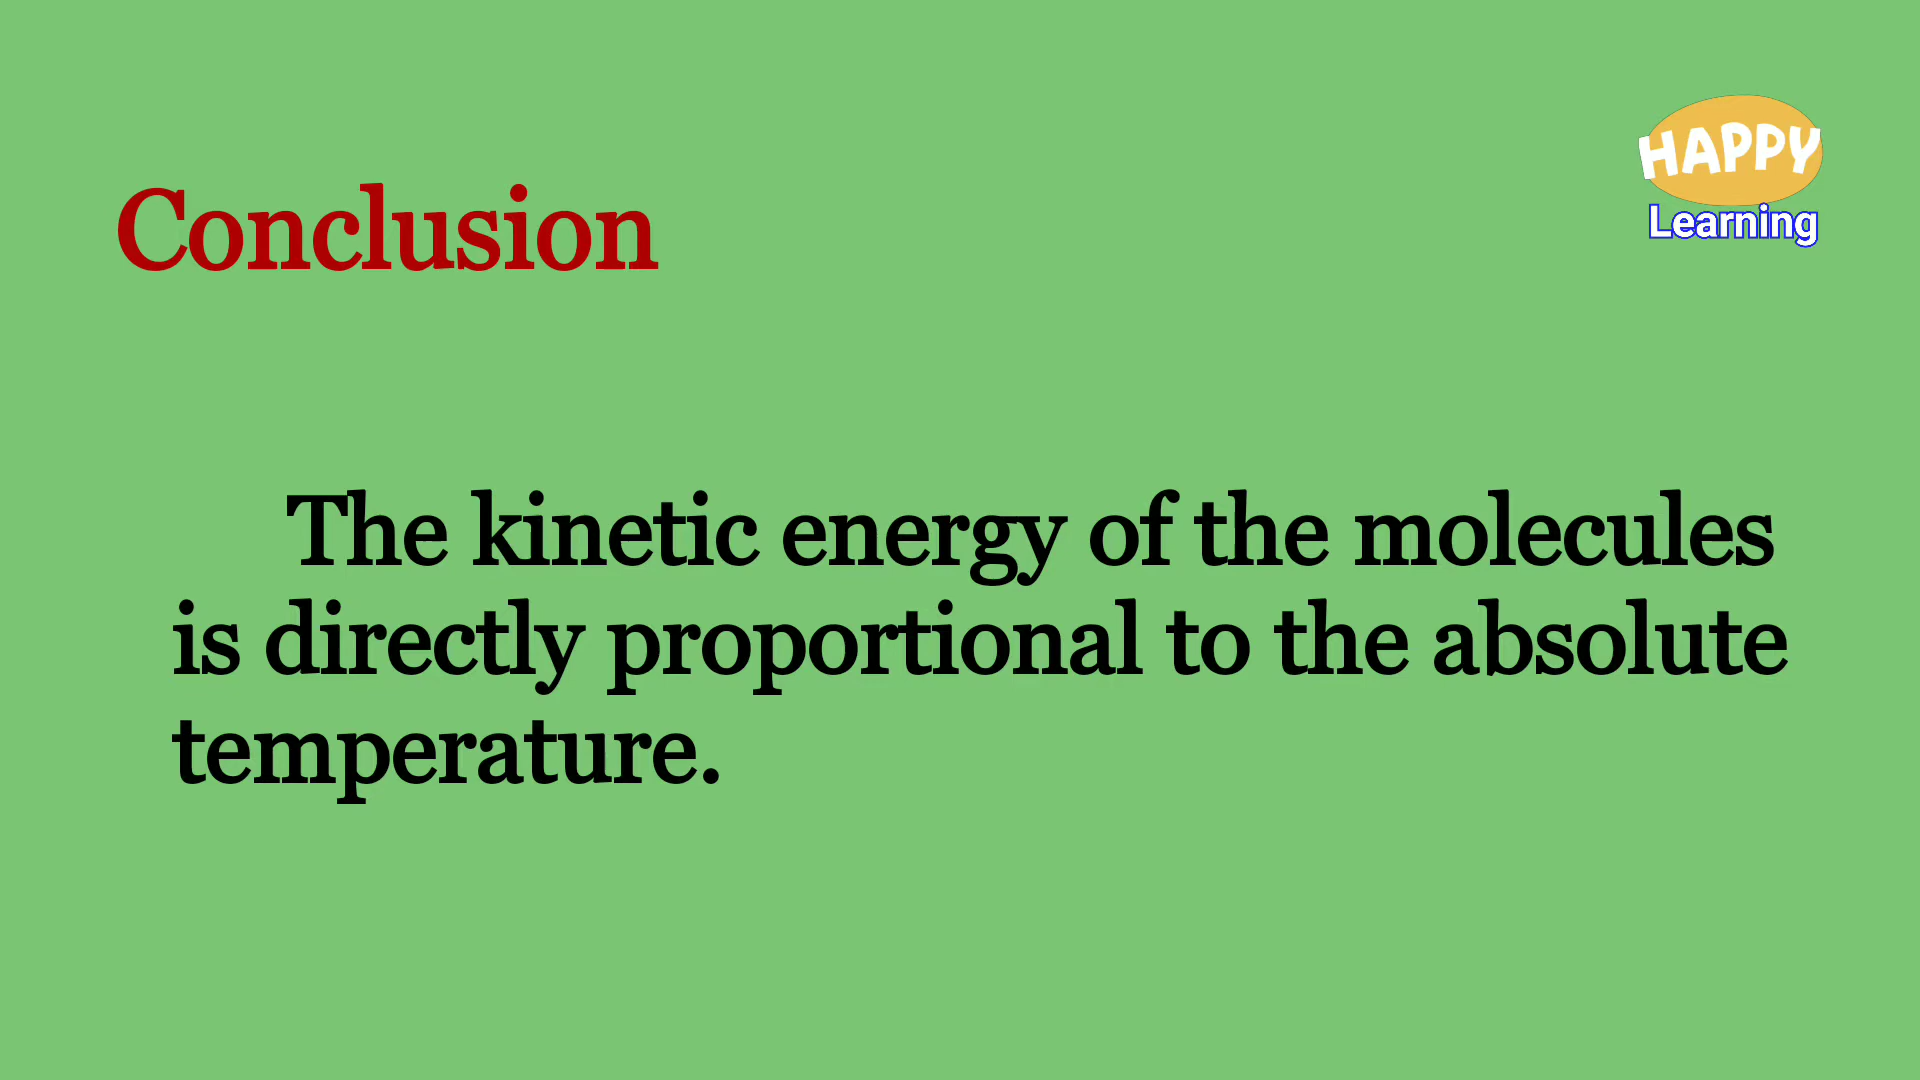 HAPPY
Learning
Conclusion
The kinetic energy of the molecules
is directly proportional to the absolute
temperature.